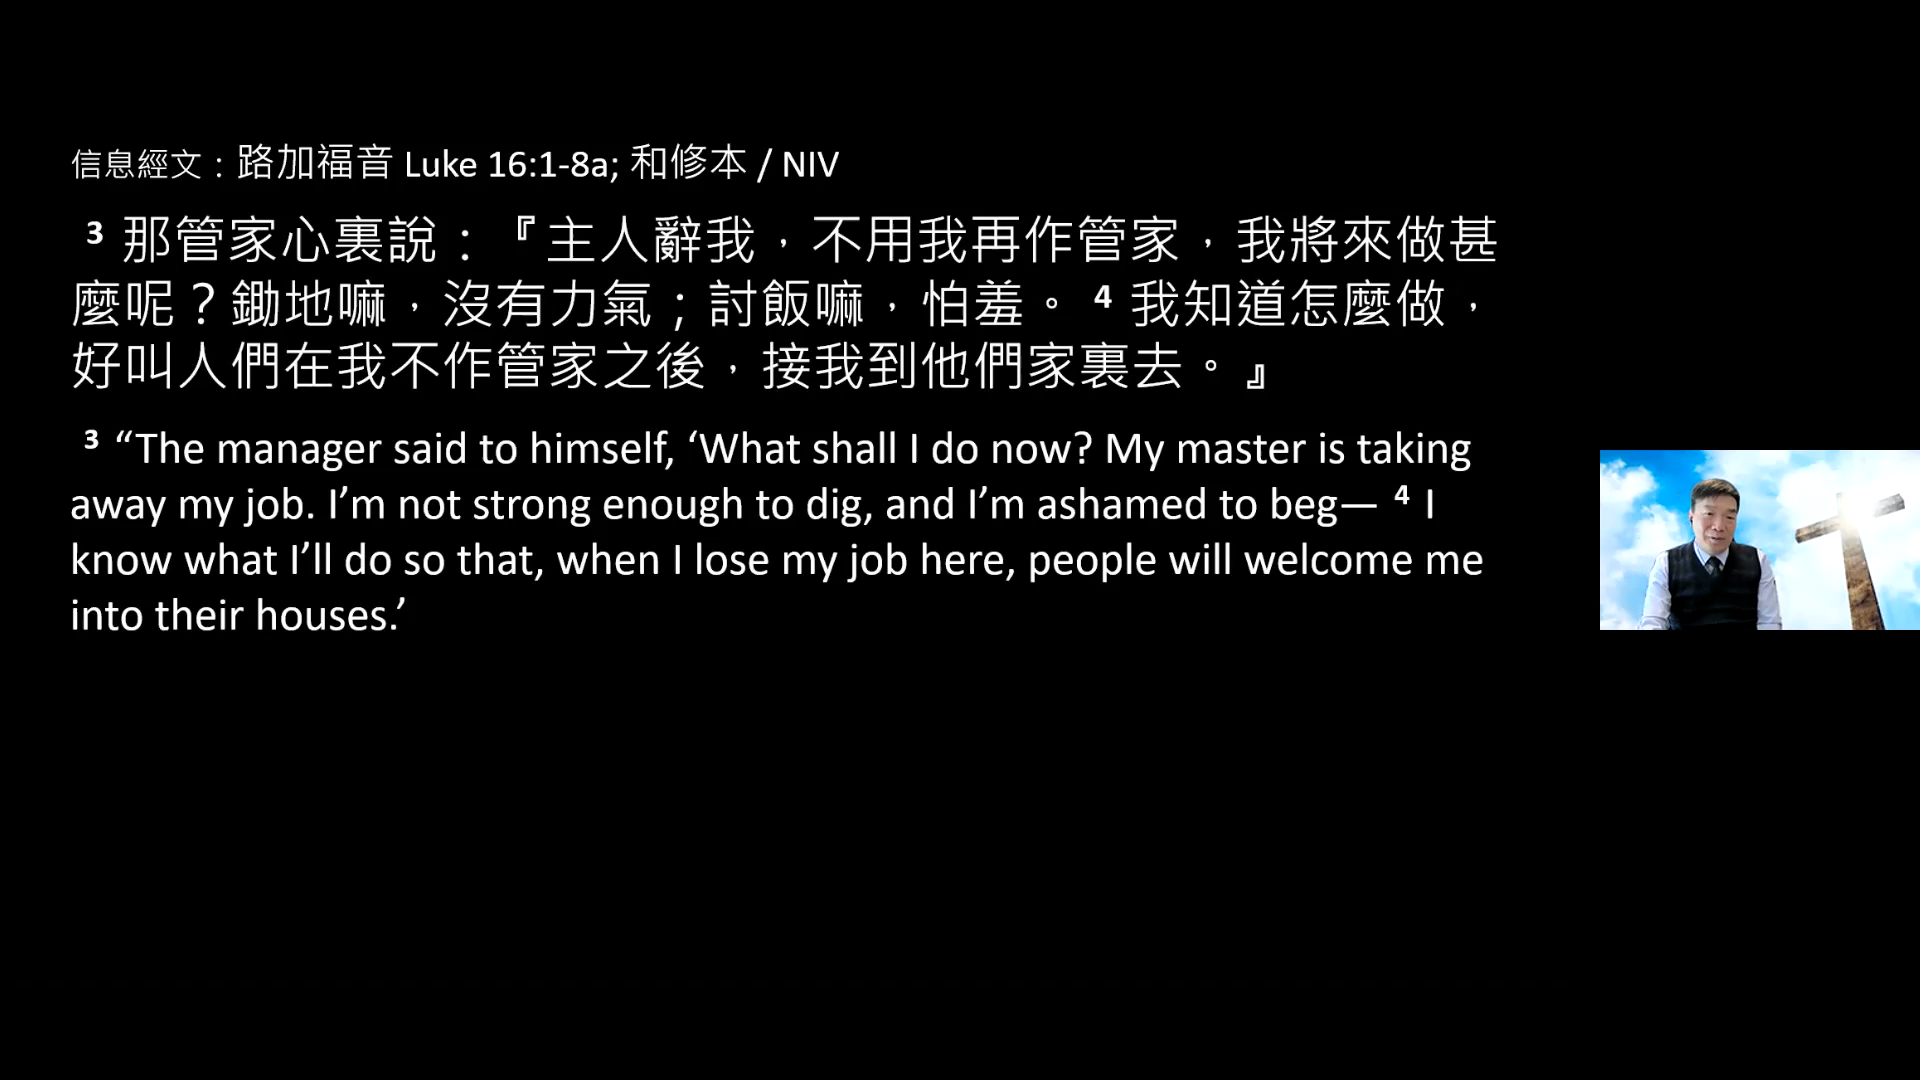 信息經文：路加福音 Luke 16:1-8a; 和修本 / NIV
³ 那管家心裏說：『主人辭我，不用我再作管家，我將來做甚
麼呢？鋤地嘛，沒有力氣；討飯嘛，怕羞。 ⁴ 我知道怎麼做，
好叫人們在我不作管家之後，接我到他們家裏去。』
³ “The manager said to himself, ‘What shall I do now? My master is taking
away my job. I’m not strong enough to dig, and I’m ashamed to beg— ⁴ I
know what I’ll do so that, when I lose my job here, people will welcome me
into their houses.’